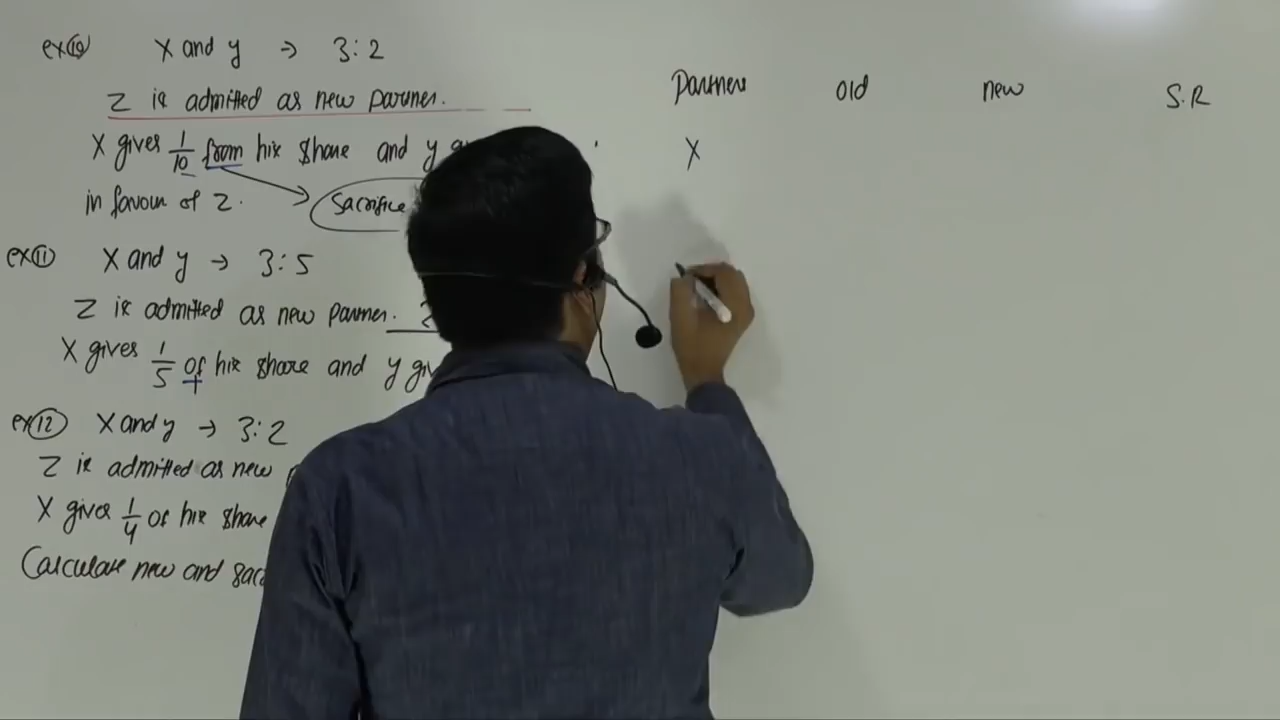 ex⑩ X and y → 3:2
Z is admitted as new partner.
X gives 1/10 from his share and y
in favour of Z. → Sacrifice
ex⑪ X and y → 3:5
Z is admitted as new partner.
X gives 1/5 of his share and y
ex⑫ X and y → 3:2
Z is admitted as new
X gives 1/4 of his share
Calculate new and
Partners old new S.R
X